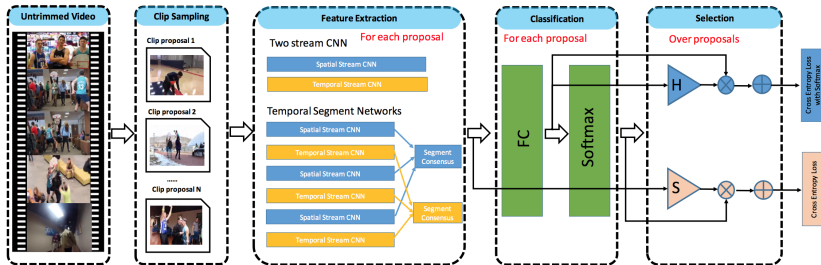 Untrimmed Video
Clip Sampling
Feature Extraction
Classification
Selection
Clip proposal 1
Clip proposal 2
......
Clip proposal N
For each proposal
Two stream CNN
Spatial Stream CNN
Temporal Stream CNN
Temporal Segment Networks
Spatial Stream CNN
Temporal Stream CNN
Spatial Stream CNN
Temporal Stream CNN
Spatial Stream CNN
Temporal Stream CNN
Segment
Consensus
Segment
Consensus
For each proposal
FC
Softmax
Over proposals
H
S
Cross Entropy Loss
with Softmax
Cross Entropy Loss